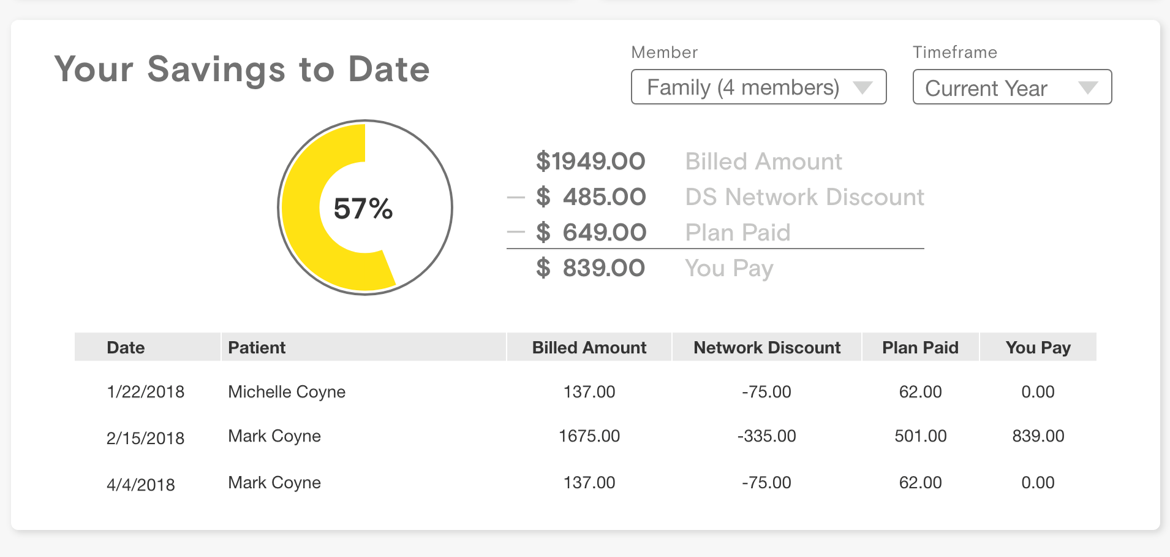 Your Savings to Date
Member
Family (4 members)
Timeframe
Current Year
57%
$1949.00 Billed Amount
— $ 485.00 DS Network Discount
— $ 649.00 Plan Paid
$ 839.00 You Pay
Date Patient Billed Amount Network Discount Plan Paid You Pay
1/22/2018 Michelle Coyne 137.00 -75.00 62.00 0.00
2/15/2018 Mark Coyne 1675.00 -335.00 501.00 839.00
4/4/2018 Mark Coyne 137.00 -75.00 62.00 0.00